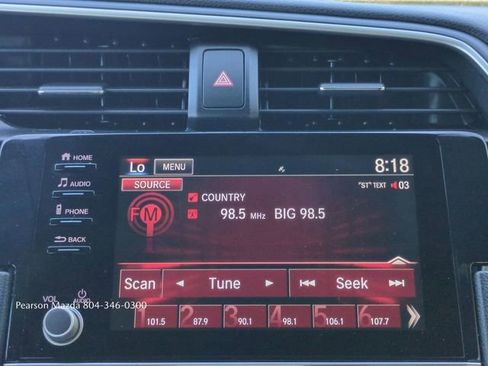 HOME
Lo MENU 8:18
AUDIO
SOURCE COUNTRY "ST" TEXT 03
FM 98.5 MHz BIG 98.5
PHONE
BACK
Scan Tune Seek
VOL AUDIO
Pearson Mazda 804-346-0300
1 101.5 2 87.9 3 90.1 4 98.1 5 106.1 6 107.7